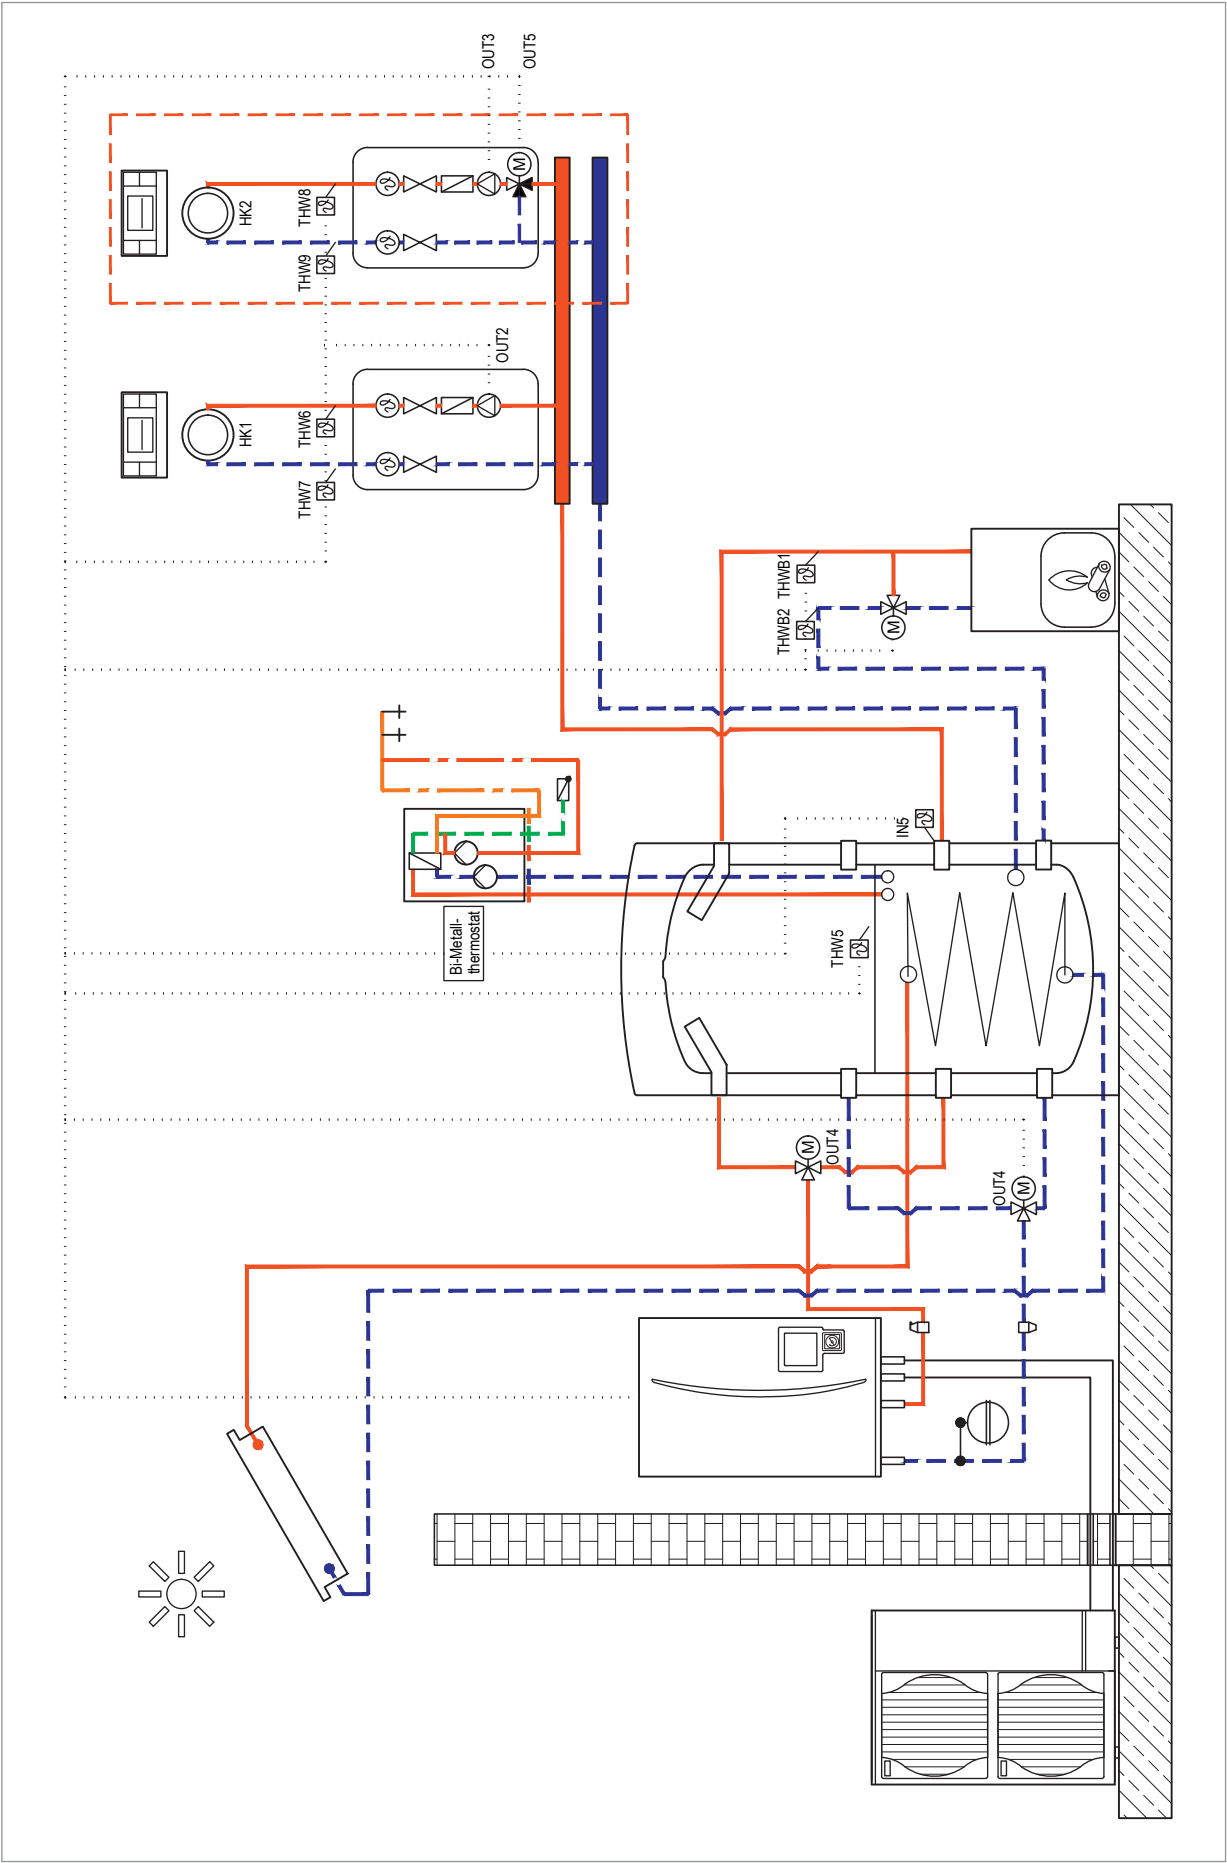 OUT3
OUT5
M
THW8
HK2
THW9
OUT2
THW6
HK1
THW7
THWB1
THWB2
M
IN5
Bi-Metall-
thermostat
THW5
M
OUT4
OUT4
M